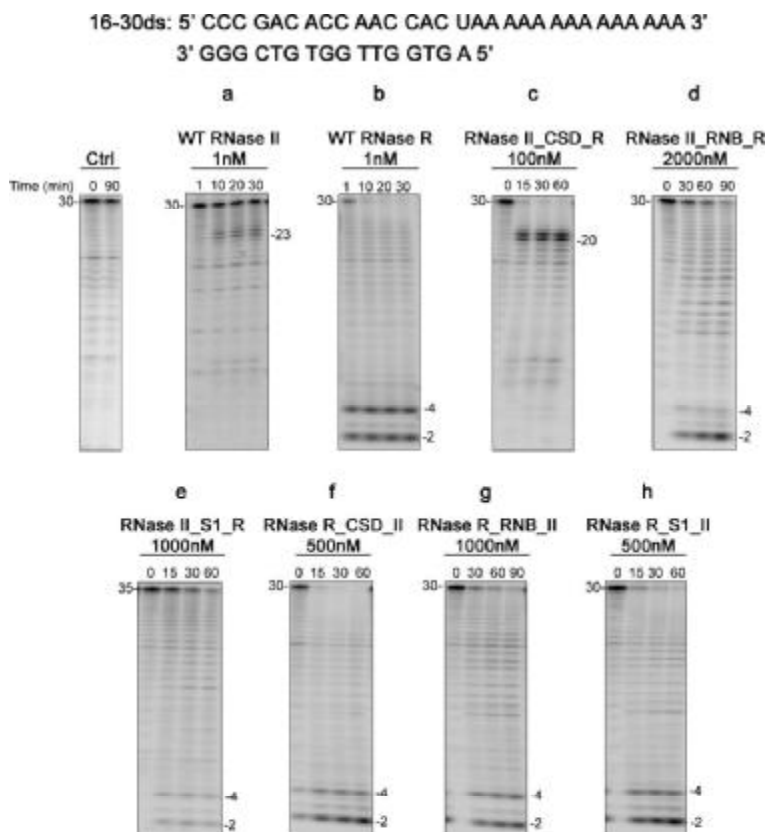 16-30ds: 5' CCC GAC ACC AAC CAC UAA AAA AAA AAA AAA 3'
3' GGG CTG TGG TTG GTG A 5'
a b c d
Ctrl WT RNase II WT RNase R RNase II_CSD_R RNase II_RNB_R
1nM 1nM 100nM 2000nM
Time (min) 0 90 1 10 20 30 1 10 20 30 0 15 30 60 0 30 60 90
30- 30- 30- 30- 30-
-23 -20
-4 -4
-2 -2
e f g h
RNase II_S1_R RNase R_CSD_II RNase R_RNB_II RNase R_S1_II
1000nM 500nM 1000nM 500nM
0 15 30 60 0 15 30 60 0 30 60 90 0 15 30 60
35- 30- 30- 30-
-4 -4 -4 -4
-2 -2 -2 -2